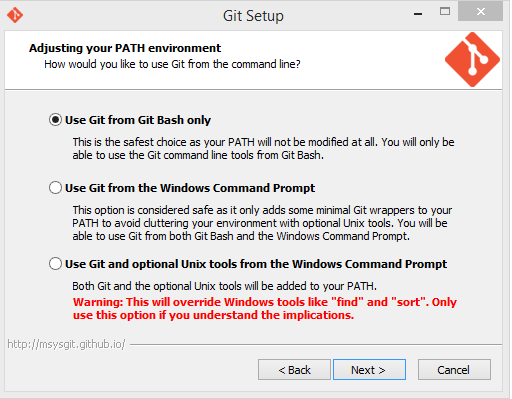 Git Setup
Adjusting your PATH environment
How would you like to use Git from the command line?
Use Git from Git Bash only
This is the safest choice as your PATH will not be modified at all. You will only
be able to use the Git command line tools from Git Bash.
Use Git from the Windows Command Prompt
This option is considered safe as it only adds some minimal Git wrappers to your
PATH to avoid cluttering your environment with optional Unix tools. You will be
able to use Git from both Git Bash and the Windows Command Prompt.
Use Git and optional Unix tools from the Windows Command Prompt
Both Git and the optional Unix tools will be added to your PATH.
Warning: This will override Windows tools like "find" and "sort". Only
use this option if you understand the implications.
http://msysgit.github.io/
< Back Next > Cancel